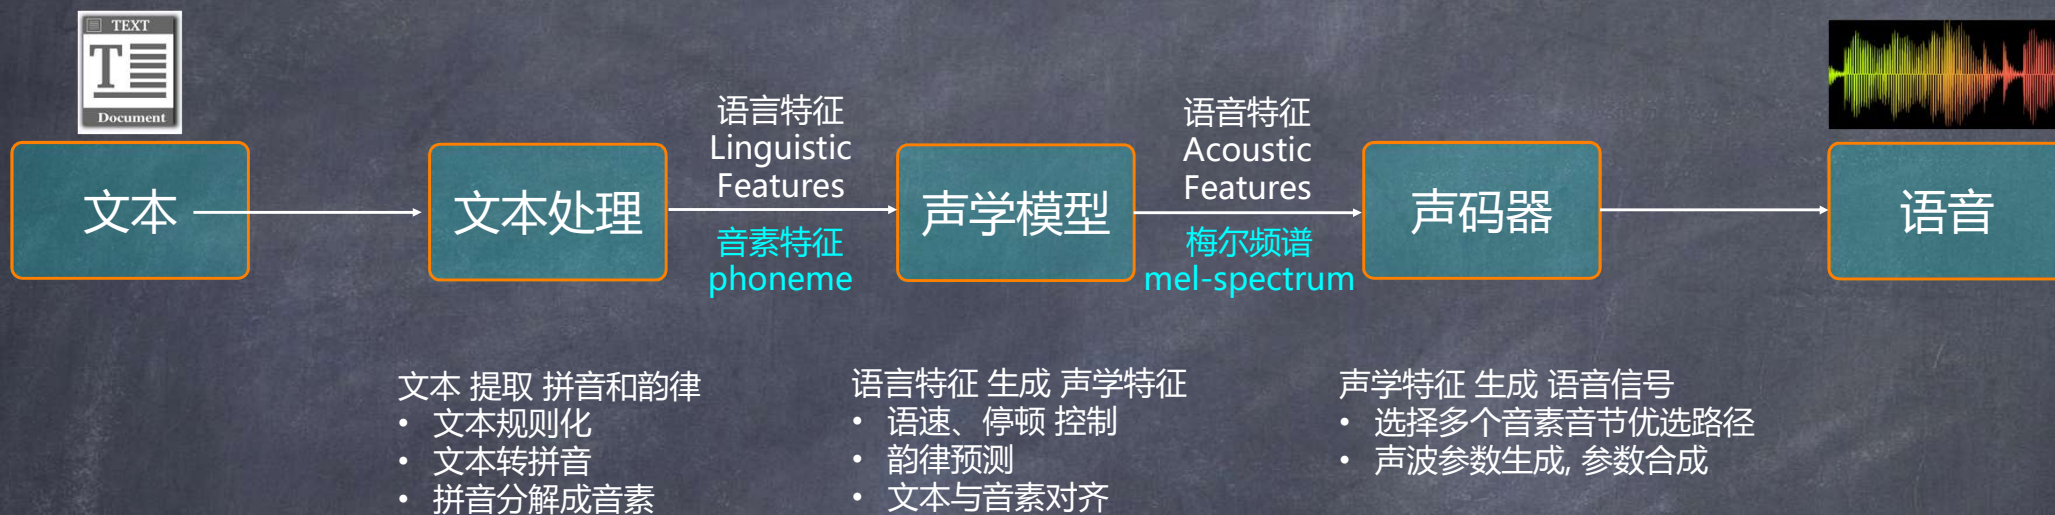 TEXT
T
Document
文本
文本处理
语言特征
Linguistic
Features
音素特征
phoneme
声学模型
语音特征
Acoustic
Features
梅尔频谱
mel-spectrum
声码器
语音
文本 提取 拼音和韵律
• 文本规则化
• 文本转拼音
• 拼音分解成音素
语言特征 生成 声学特征
• 语速、停顿 控制
• 韵律预测
• 文本与音素对齐
声学特征 生成 语音信号
• 选择多个音素音节优选路径
• 声波参数生成, 参数合成